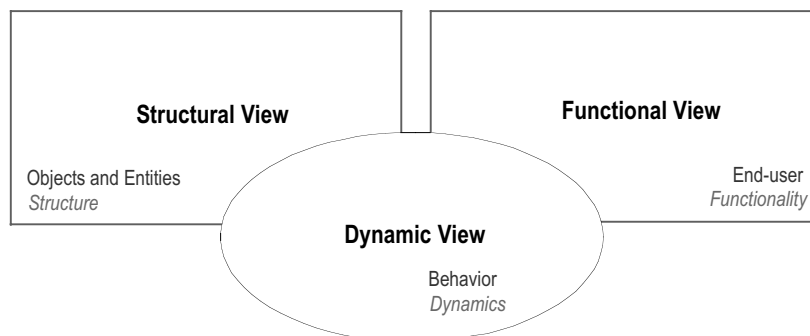 Structural View
Objects and Entities
Structure
Functional View
End-user
Functionality
Dynamic View
Behavior
Dynamics